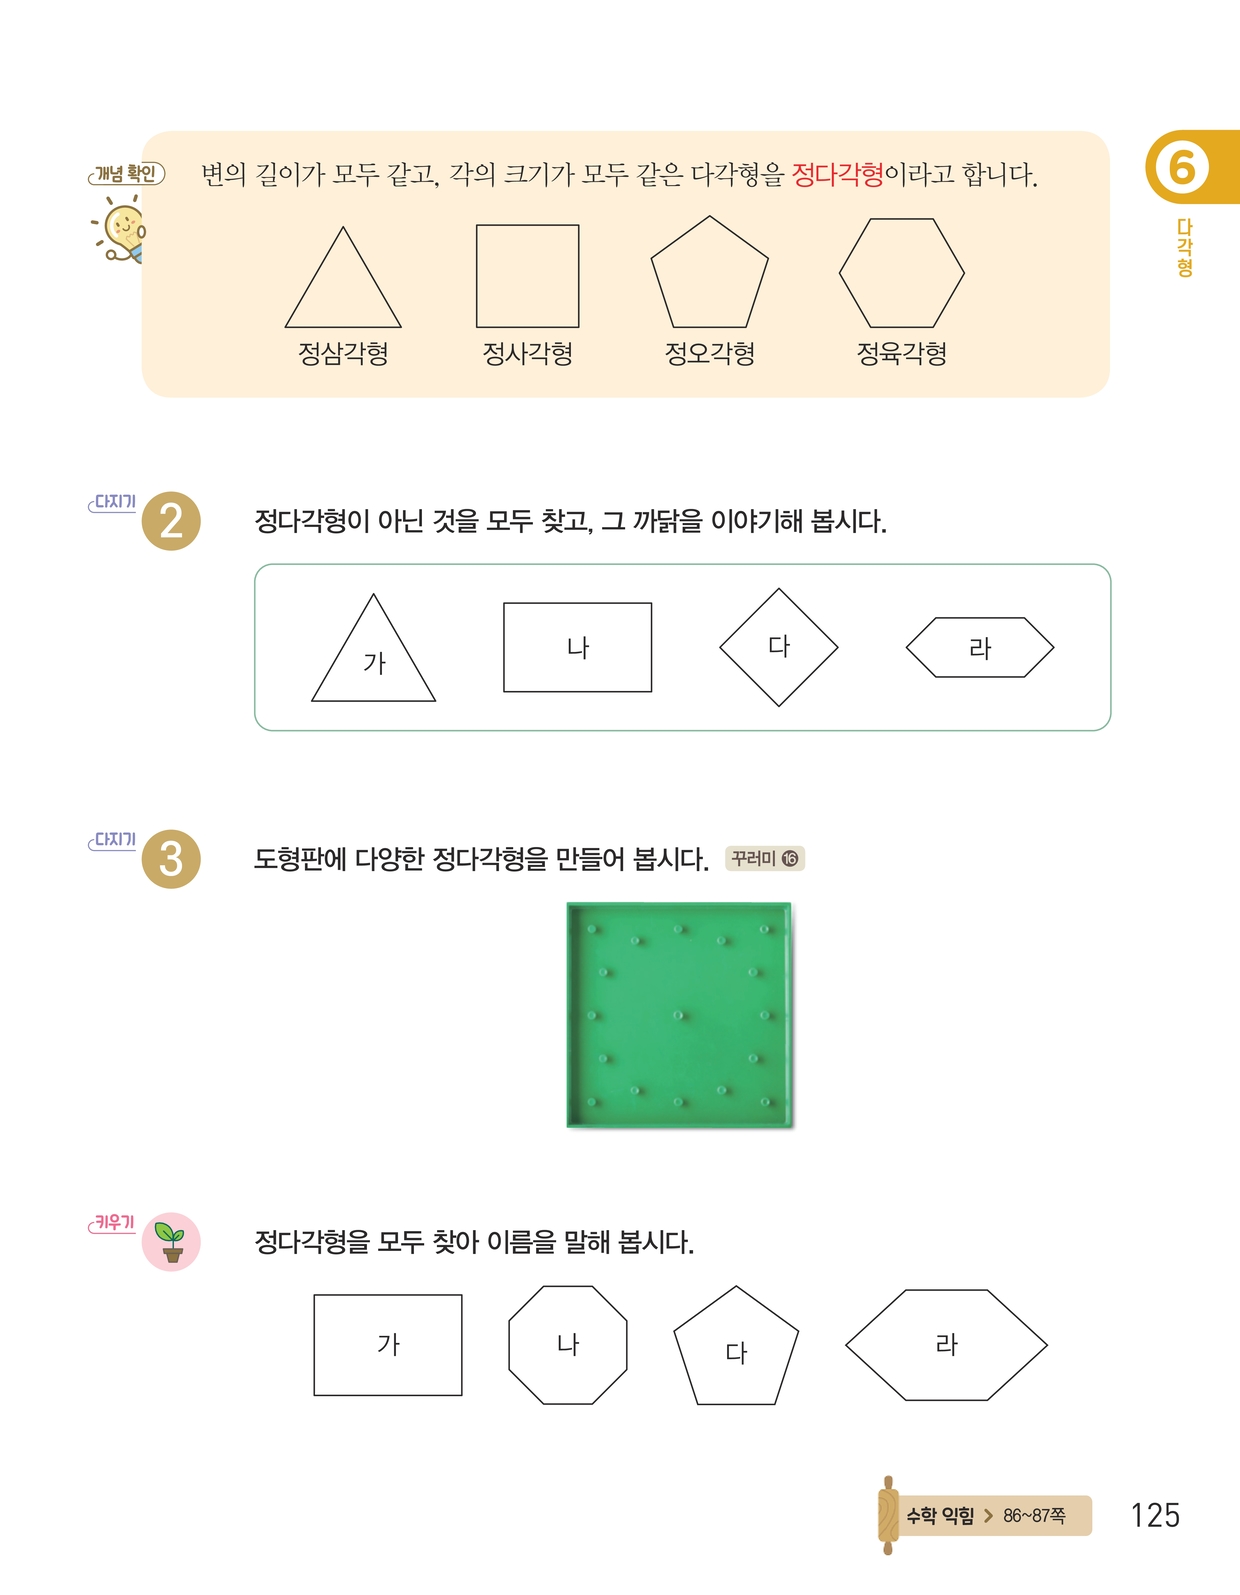 개념 확인
변의 길이가 모두 같고, 각의 크기가 모두 같은 다각형을 정다각형이라고 합니다.
정삼각형 정사각형 정오각형 정육각형
6
다각형
다지기
2
정다각형이 아닌 것을 모두 찾고, 그 까닭을 이야기해 봅시다.
가 나 다 라
다지기
3
도형판에 다양한 정다각형을 만들어 봅시다. 꾸러미 16
키우기
정다각형을 모두 찾아 이름을 말해 봅시다.
가 나 다 라
수학 익힘 > 86~87쪽
125